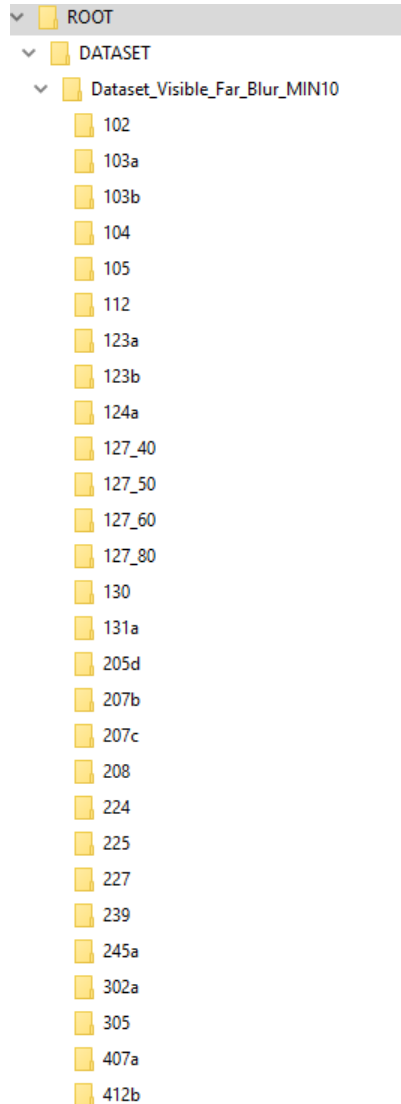 ROOT
DATASET
Dataset_Visible_Far_Blur_MIN10
102
103a
103b
104
105
112
123a
123b
124a
127_40
127_50
127_60
127_80
130
131a
205d
207b
207c
208
224
225
227
239
245a
302a
305
407a
412b